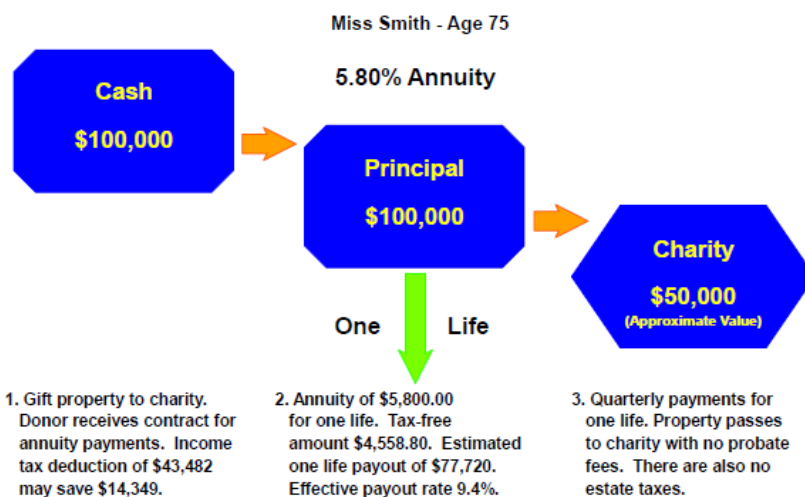 Miss Smith - Age 75
5.80% Annuity
Cash
$100,000
Principal
$100,000
Charity
$50,000
(Approximate Value)
One Life
1. Gift property to charity.
Donor receives contract for
annuity payments. Income
tax deduction of $43,482
may save $14,349.
2. Annuity of $5,800.00
for one life. Tax-free
amount $4,558.80. Estimated
one life payout of $77,720.
Effective payout rate 9.4%.
3. Quarterly payments for
one life. Property passes
to charity with no probate
fees. There are also no
estate taxes.